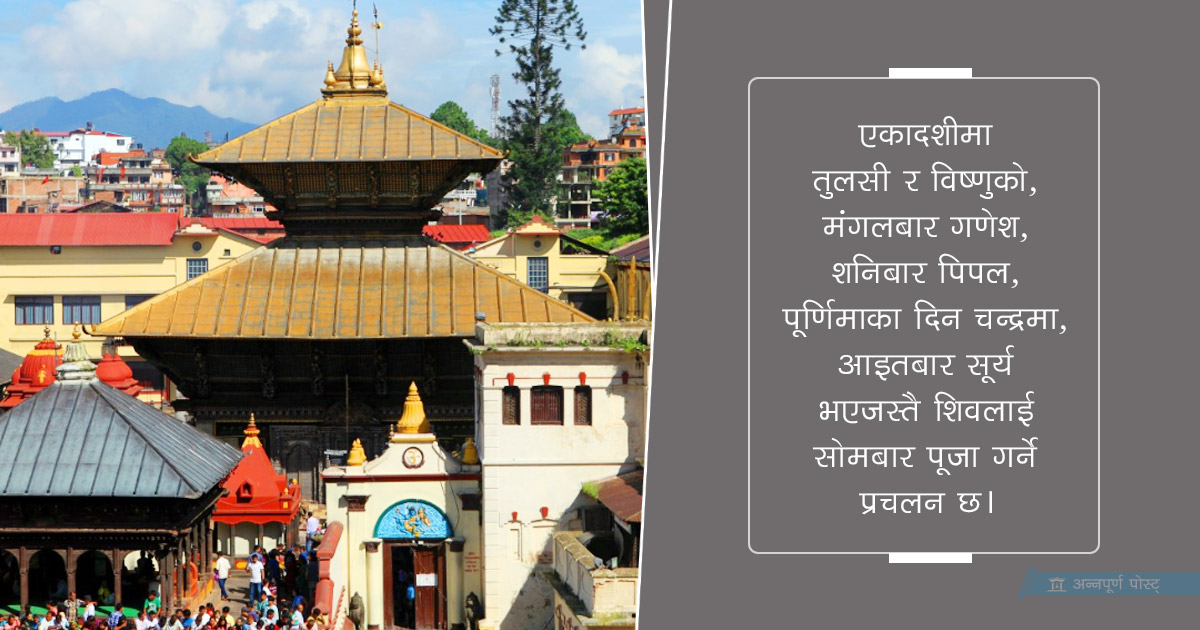 एकादशीमा
तुलसी र विष्णुको,
मंगलबार गणेश,
शनिबार पिपल,
पूर्णिमाका दिन चन्द्रमा,
आइतबार सूर्य
भएजस्तै शिवलाई
सोमबार पूजा गर्ने
प्रचलन छ।
अन्नपूर्ण पोस्ट्